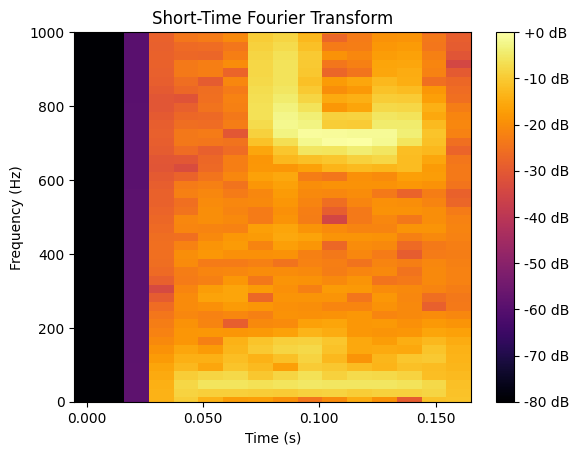 Short-Time Fourier Transform
1000
800
600
400
200
0
Frequency (Hz)
0.000
0.050
0.100
0.150
Time (s)
+0 dB
-10 dB
-20 dB
-30 dB
-40 dB
-50 dB
-60 dB
-70 dB
-80 dB